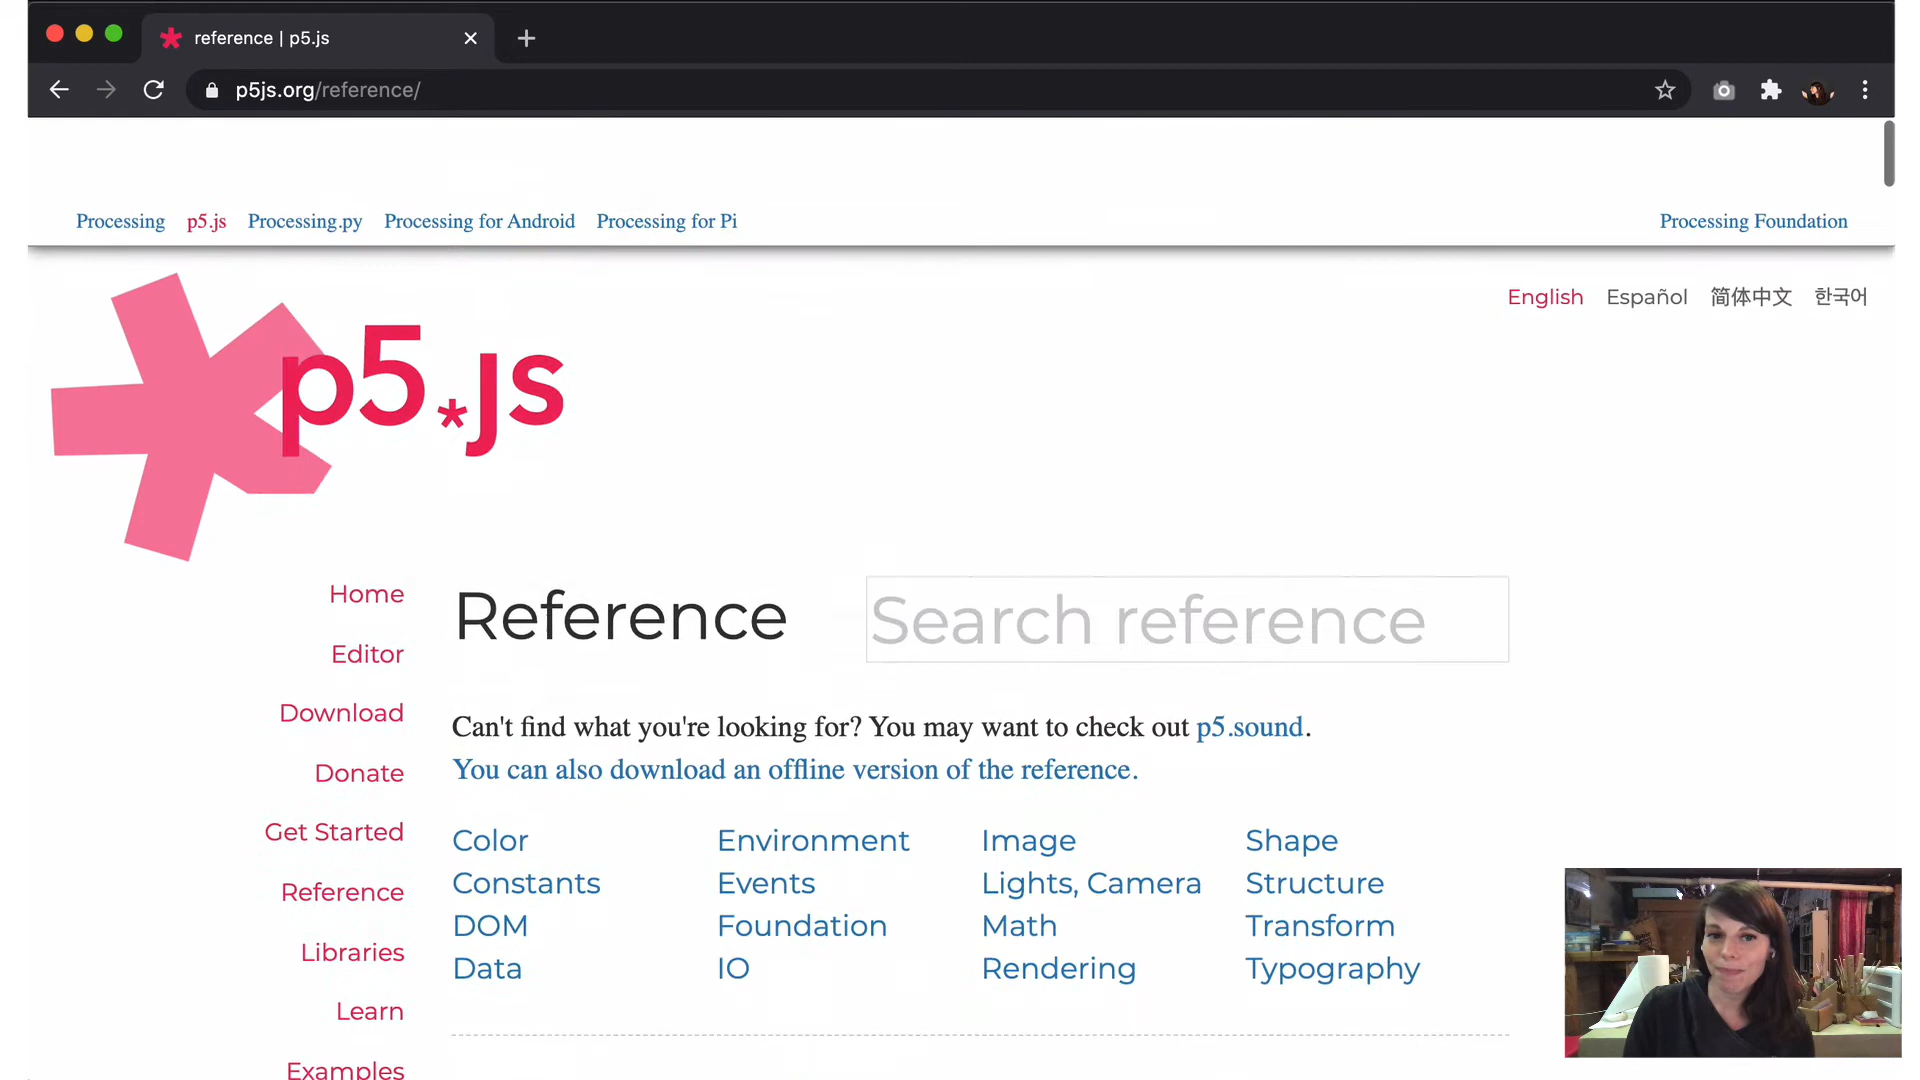 reference | p5.js
p5js.org/reference/
Processing p5.js Processing.py Processing for Android Processing for Pi Processing Foundation
English Español 简体中文 한국어
p5.js
Home
Reference Search reference
Editor
Download
Can't find what you're looking for? You may want to check out p5.sound.
You can also download an offline version of the reference.
Donate
Get Started
Color Environment Image Shape
Constants Events Lights, Camera Structure
Reference
DOM Foundation Math Transform
Libraries
Data IO Rendering Typography
Learn
Examples